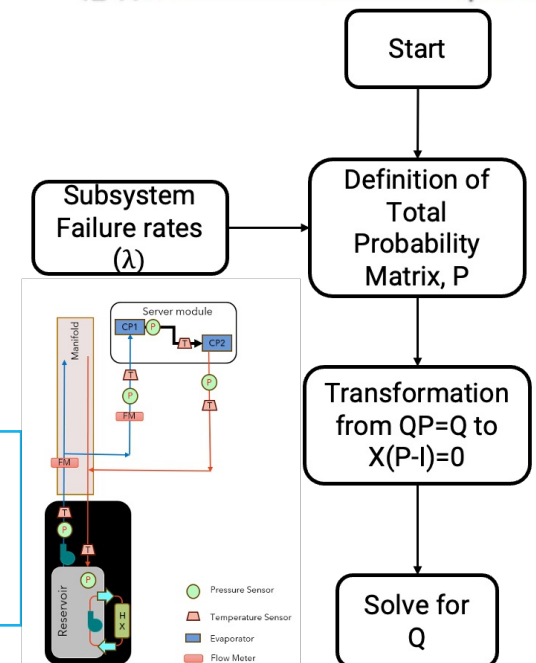 Start
Subsystem
Failure rates
(λ)
Definition of
Total
Probability
Matrix, P
Transformation
from QP=Q to
X(P-I)=0
Solve for
Q
Server module
CP1
P
T
CP2
Manifold
T
P
FM
P
T
FM
T
P
T
P
Reservoir
H
X
Pressure Sensor
T
Temperature Sensor
Evaporator
Flow Meter